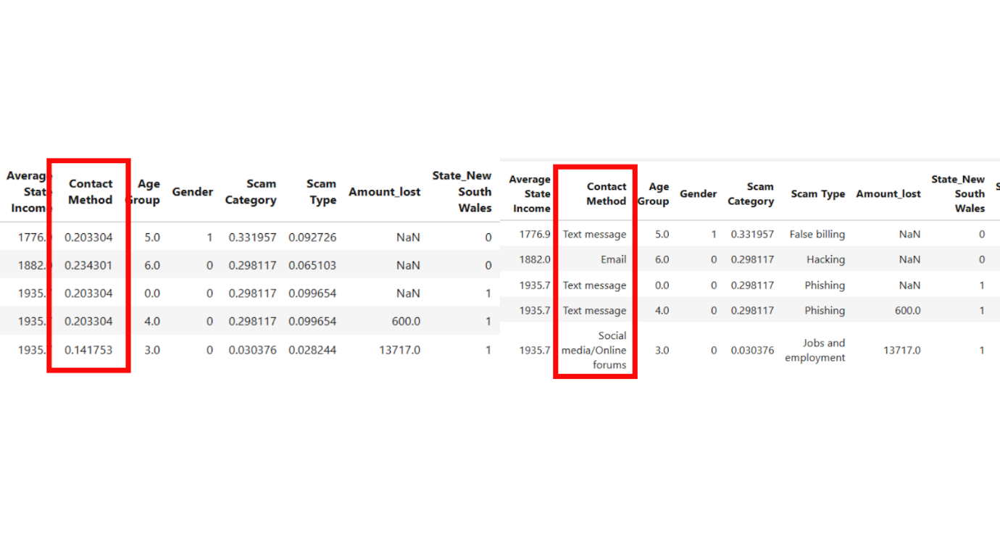 Average State Income Contact Method Age Group Gender Scam Category Scam Type Amount_lost State_New South Wales
1776. 0.203304 5.0 1 0.331957 0.092726 NaN 0
1882. 0.234301 6.0 0 0.298117 0.065103 NaN 0
1935. 0.203304 0.0 0 0.298117 0.099654 NaN 1
1935. 0.203304 4.0 0 0.298117 0.099654 600.0 1
1935. 0.141753 3.0 0 0.030376 0.028244 13717.0 1
Average State Income Contact Method Age Group Gender Scam Category Scam Type Amount_lost State_New South Wales S
1776.9 Text message 5.0 1 0.331957 False billing NaN 0
1882.0 Email 6.0 0 0.298117 Hacking NaN 0
1935.7 Text message 0.0 0 0.298117 Phishing NaN 1
1935.7 Text message 4.0 0 0.298117 Phishing 600.0 1
1935.7 Social media/Online forums 3.0 0 0.030376 Jobs and employment 13717.0 1